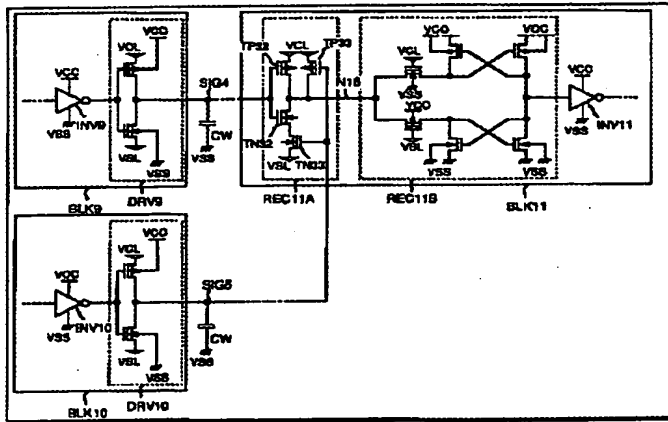 VCC
VCL
VCC
VSS
INV9
VSL
VSS
BLK9
DRV9
SIG4
CW
VSS
TP32
VCL
TP33
TN32
TN33
VSL
REC11A
N16
VCC
VCC
VCL
VSS
VCC
VSL
VSS
VSS
REC11B
BLK11
VCC
VSS
INV11
VCL
VCC
VCC
VSS
INV10
VSL
VSS
BLK10
DRV10
SIG5
CW
VSS